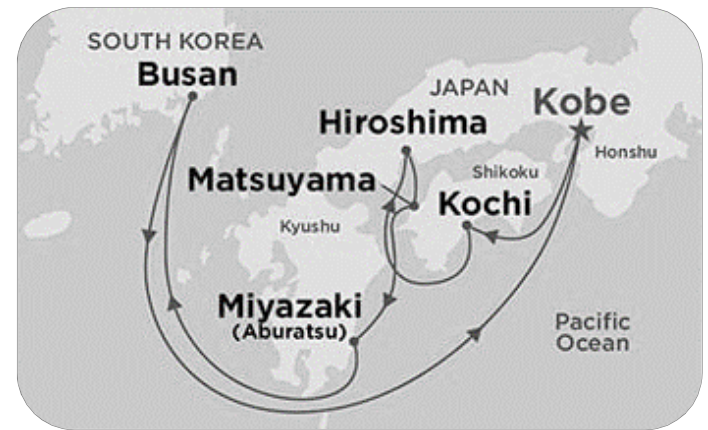 SOUTH KOREA
Busan
JAPAN
Kobe
Hiroshima
Honshu
Matsuyama
Shikoku
Kochi
Kyushu
Miyazaki
(Aburatsu)
Pacific
Ocean